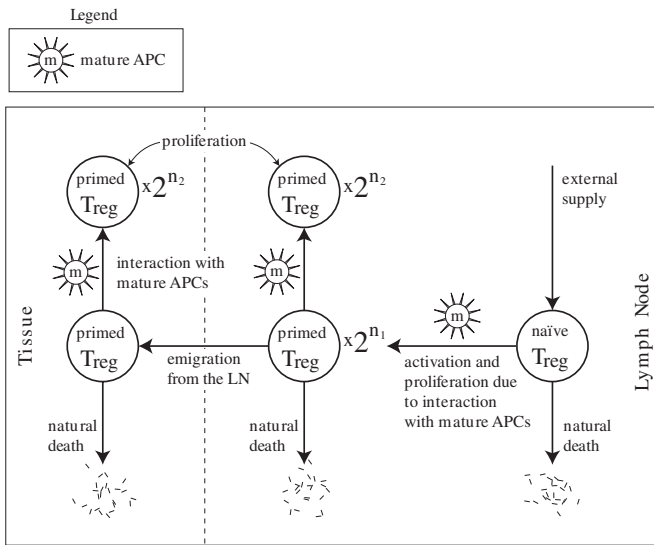 Legend
m mature APC
proliferation
primed
Treg
x2^n2
primed
Treg
x2^n2
external
supply
m
interaction with
mature APCs
m
m
Tissue
primed
Treg
primed
Treg
x2^n1
naïve
Treg
Lymph Node
emigration
from the LN
activation and
proliferation due
to interaction
with mature APCs
natural
death
natural
death
natural
death